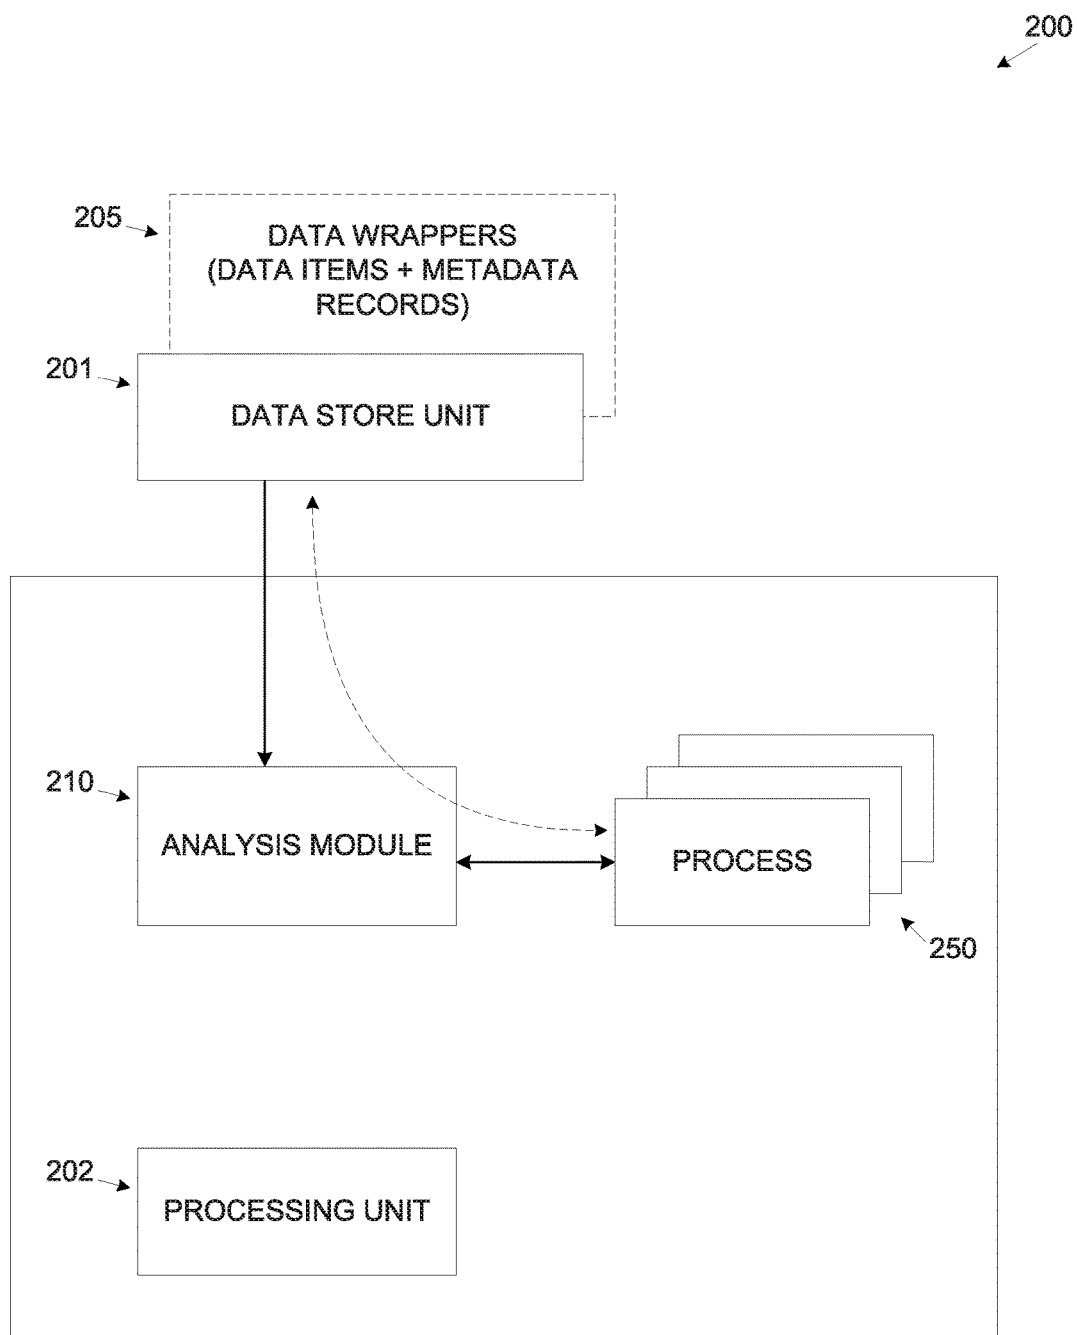 200
205
DATA WRAPPERS
(DATA ITEMS + METADATA
RECORDS)
201
DATA STORE UNIT
210
ANALYSIS MODULE
PROCESS
250
202
PROCESSING UNIT